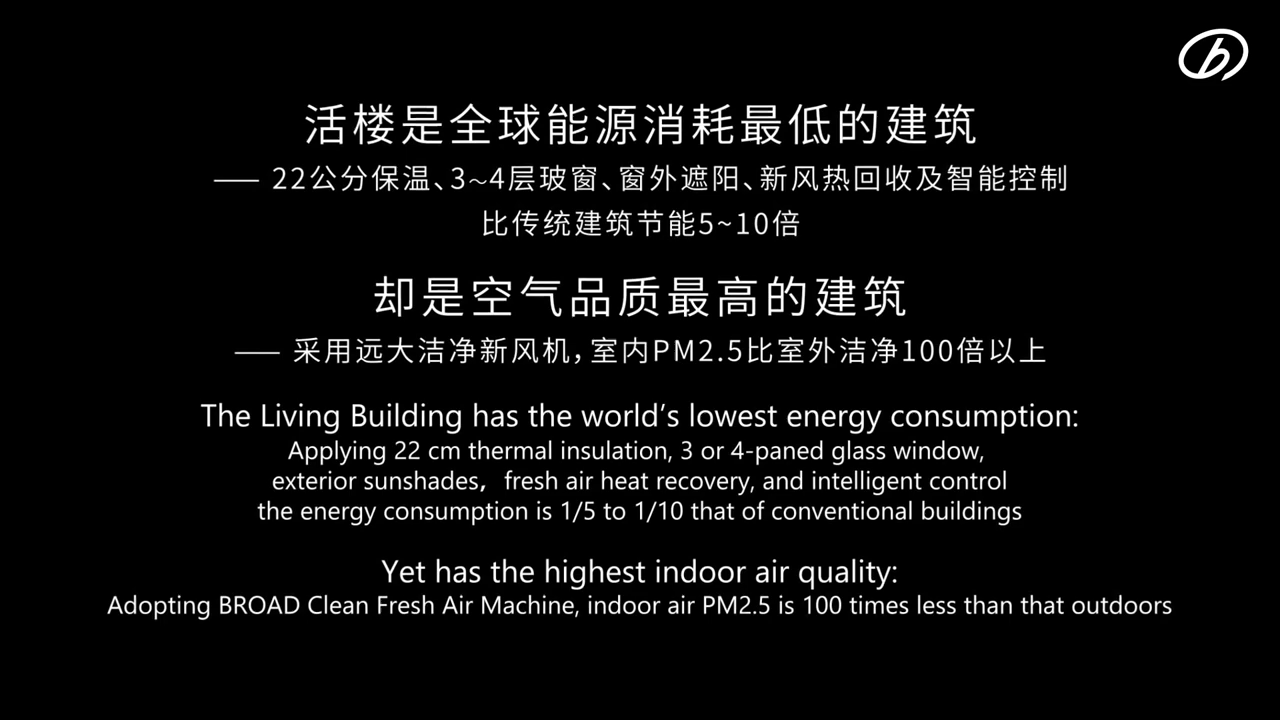 活楼是全球能源消耗最低的建筑
—— 22公分保温、3~4层玻窗、窗外遮阳、新风热回收及智能控制
比传统建筑节能5~10倍
却是空气品质最高的建筑
—— 采用远大洁净新风机，室内PM2.5比室外洁净100倍以上
The Living Building has the world’s lowest energy consumption:
Applying 22 cm thermal insulation, 3 or 4-paned glass window,
exterior sunshades，fresh air heat recovery, and intelligent control
the energy consumption is 1/5 to 1/10 that of conventional buildings
Yet has the highest indoor air quality:
Adopting BROAD Clean Fresh Air Machine, indoor air PM2.5 is 100 times less than that outdoors